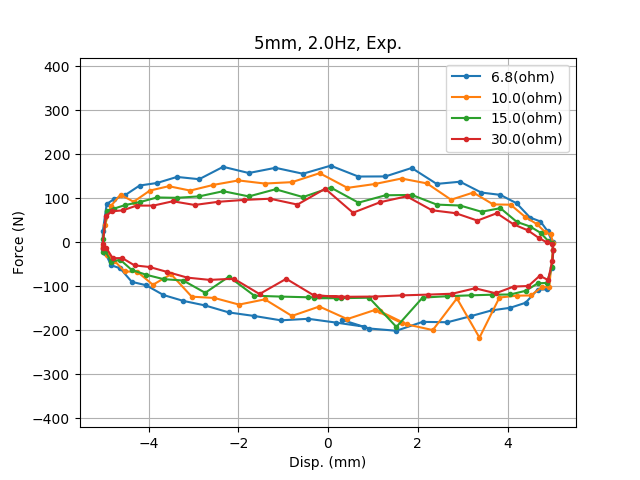 5mm, 2.0Hz, Exp.
6.8(ohm)
10.0(ohm)
15.0(ohm)
30.0(ohm)
Force (N)
400
300
200
100
0
−100
−200
−300
−400
−4
−2
0
2
4
Disp. (mm)